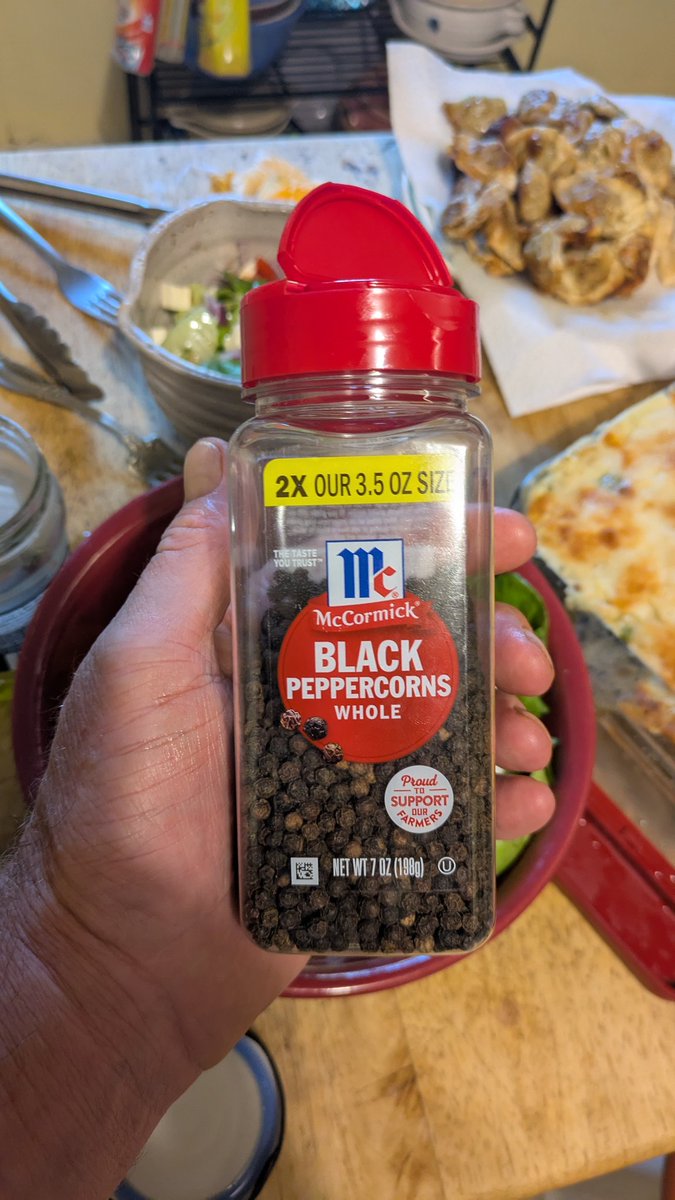 2X OUR 3.5 OZ SIZE
THE TASTE
YOU TRUST™
Mc®
McCormick®
BLACK
PEPPERCORNS
WHOLE
Proud
TO
SUPPORT
OUR
FARMERS
NET WT 7 OZ (198g)
U